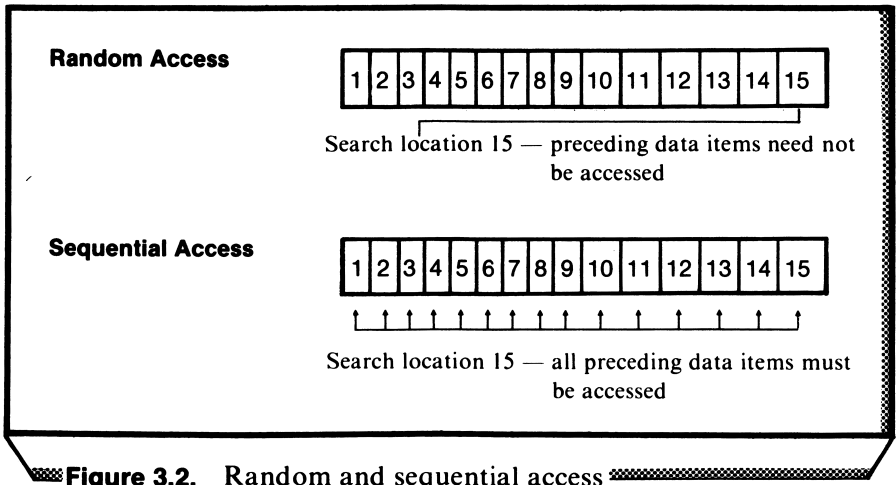 Random Access
1 2 3 4 5 6 7 8 9 10 11 12 13 14 15
Search location 15 — preceding data items need not
be accessed
Sequential Access
1 2 3 4 5 6 7 8 9 10 11 12 13 14 15
Search location 15 — all preceding data items must
be accessed
Figure 3.2. Random and sequential access